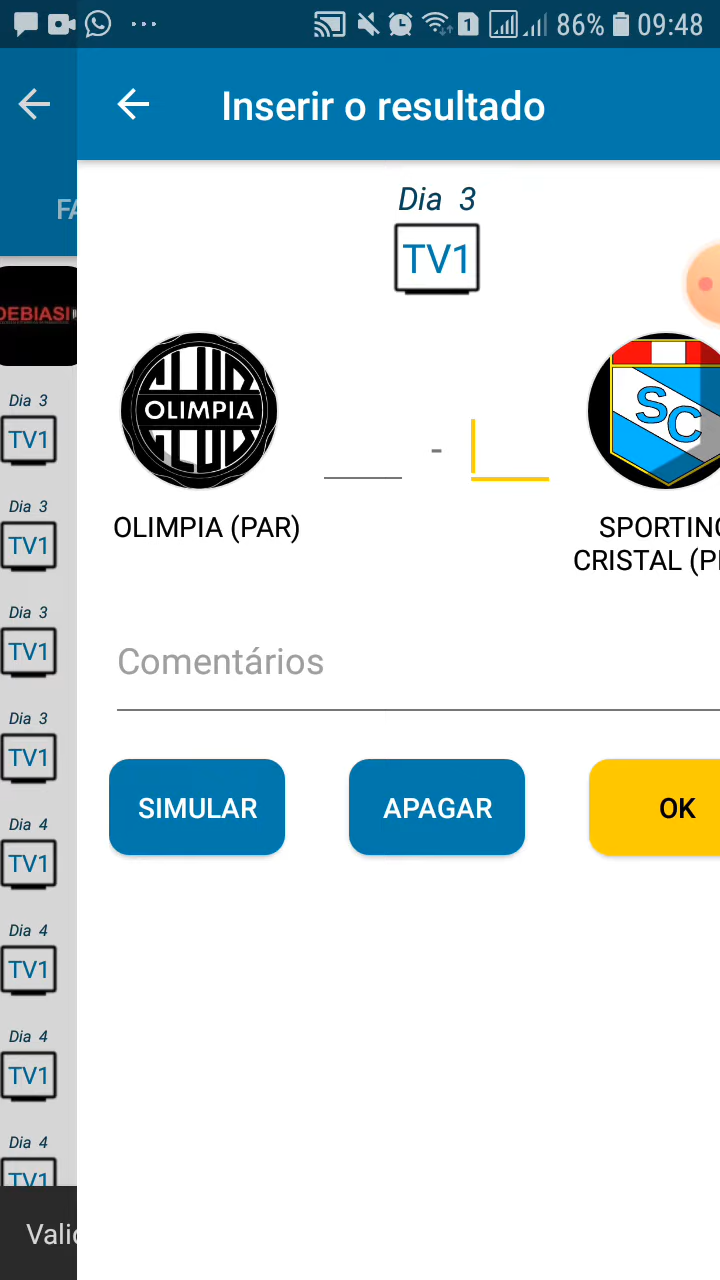 86% 09:48
Inserir o resultado
Dia 3
TV1
OLIMPIA
SC
-
OLIMPIA (PAR)
SPORTING
CRISTAL
Comentários
SIMULAR
APAGAR
OK
DEBIASI
Dia 3
TV1
Dia 3
TV1
Dia 3
TV1
Dia 3
TV1
Dia 4
TV1
Dia 4
TV1
Dia 4
TV1
Dia 4
TV1